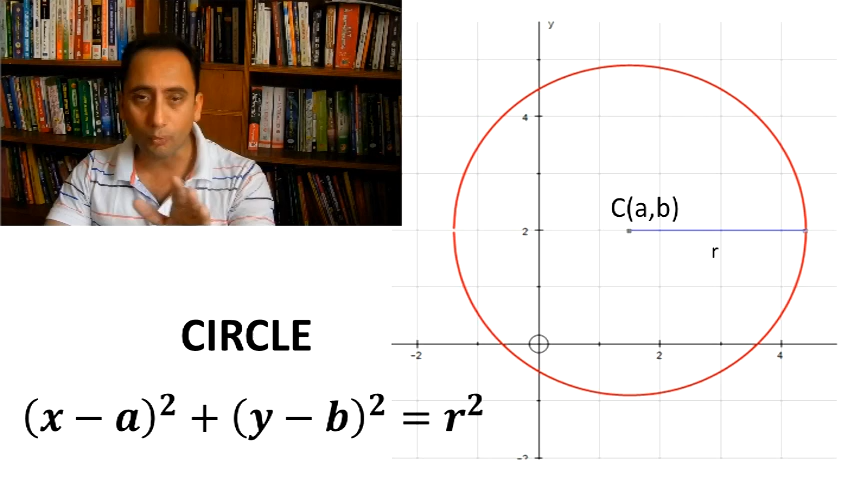 y
4
C(a,b)
2
r
CIRCLE
-2
2
4
(x − a)² + (y − b)² = r²
-2